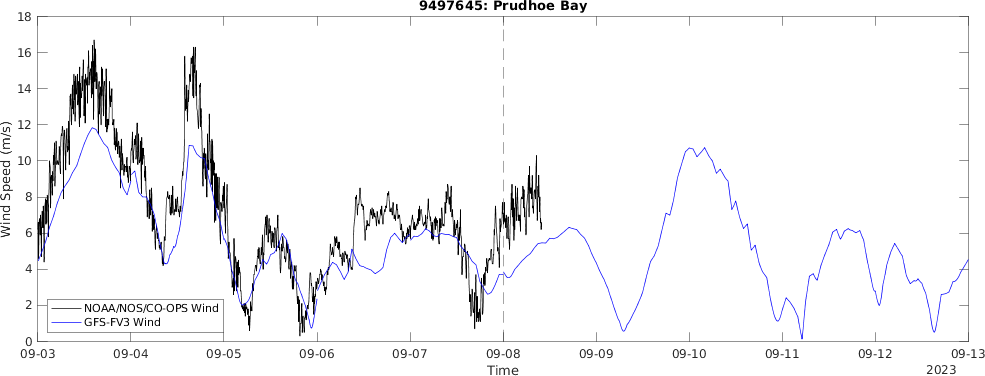 9497645: Prudhoe Bay
Wind Speed (m/s)
18
16
14
12
10
8
6
4
2
0
NOAA/NOS/CO-OPS Wind
GFS-FV3 Wind
09-03 09-04 09-05 09-06 09-07 09-08 09-09 09-10 09-11 09-12 09-13
Time
2023